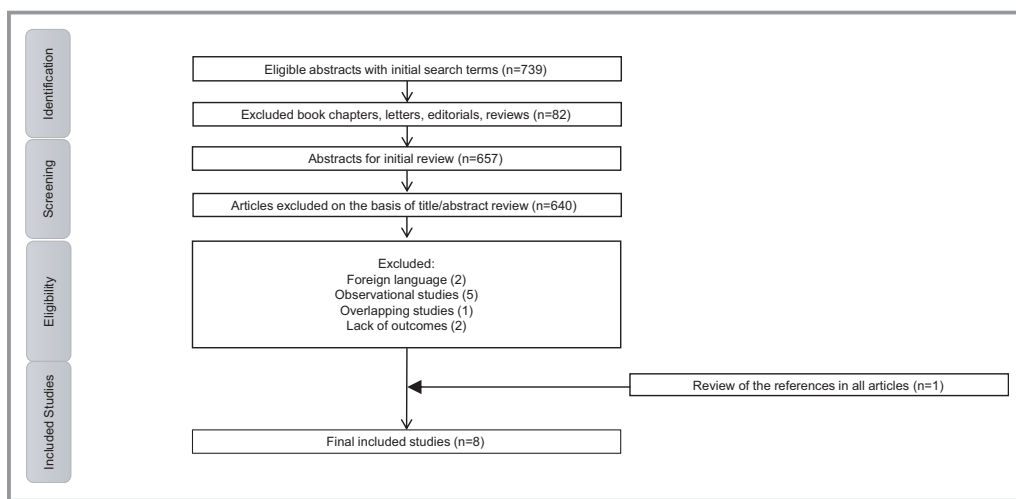 Identification
Eligible abstracts with initial search terms (n=739)
Excluded book chapters, letters, editorials, reviews (n=82)
Screening
Abstracts for initial review (n=657)
Articles excluded on the basis of title/abstract review (n=640)
Eligibility
Excluded:
Foreign language (2)
Observational studies (5)
Overlapping studies (1)
Lack of outcomes (2)
Included Studies
Review of the references in all articles (n=1)
Final included studies (n=8)